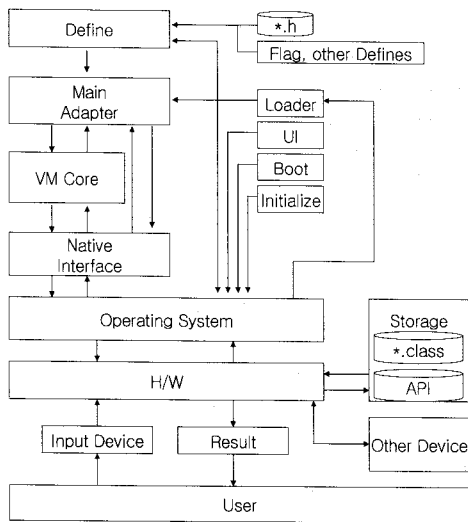 Define
*.h
Flag, other Defines
Main
Adapter
Loader
UI
VM Core
Boot
Initialize
Native
Interface
Operating System
Storage
*.class
H/W
API
Input Device
Result
Other Device
User